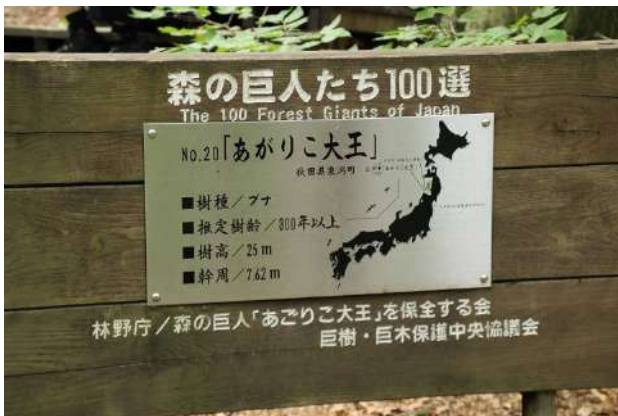 森の巨人たち100選
The 100 Forest Giants of Japan
No.20「あがりこ大王」
秋田県象潟町
■樹種／ブナ
■推定樹齢／300年以上
■樹高／25m
■幹周／7.62m
林野庁／森の巨人「あごりこ大王」を保全する会
巨樹・巨木保護中央協議会